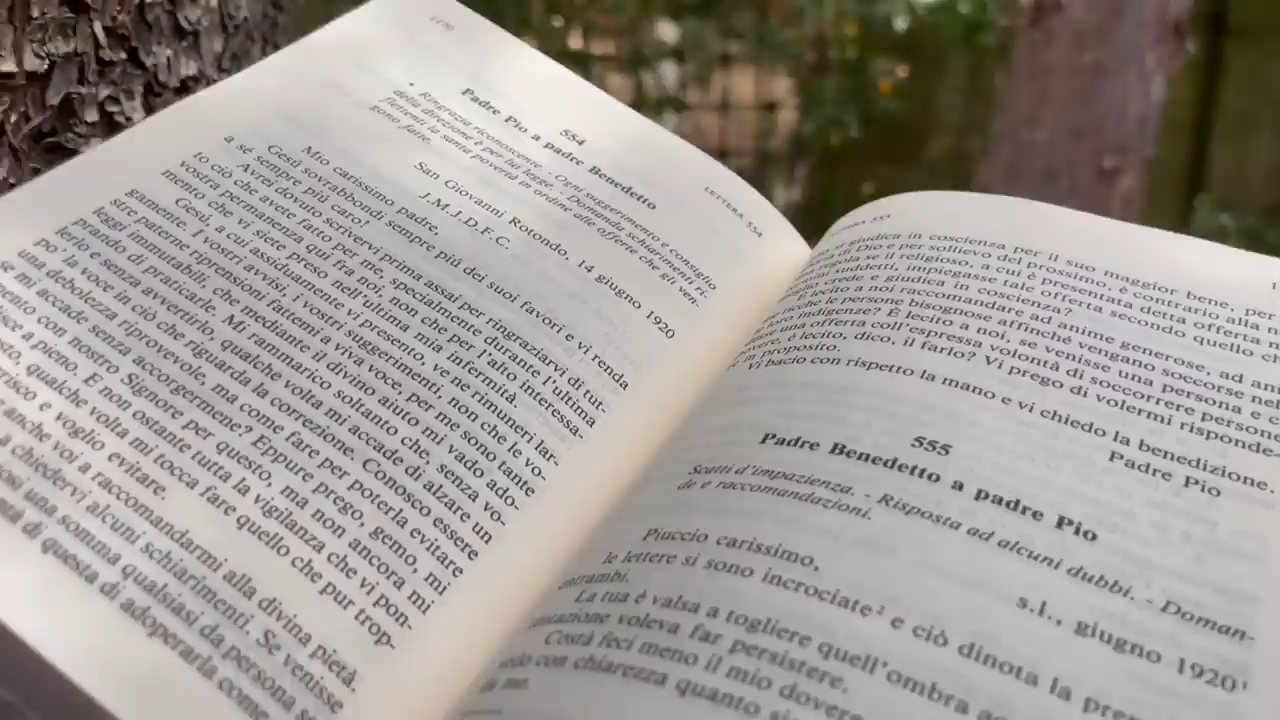 554
Padre Pio a padre Benedetto
* Ringrazia riconoscente. - Ogni suggerimento e consiglio
della direzione è per lui legge. - Domanda schiarimenti ri-
flettenti la santa povertà in ordine alle offerte che gli ven-
gono fatte.
San Giovanni Rotondo, 14 giugno 1920
J.M.J.D.F.C.
Mio carissimo padre,
Gesù sovrabbondi sempre più dei suoi favori e vi renda
a sé sempre più caro!
Avrei dovuto scrivervi prima assai per ringraziarvi di tut-
to ciò che avete fatto per me, specialmente durante l'ultima
vostra permanenza qui fra noi, non che per l'alto interessa-
mento che vi siete preso nell'ultima mia infermità.
Gesù, a cui assiduamente vi presento, ve ne rimuneri lar-
gamente. I vostri avvisi, i vostri suggerimenti, non che le vo-
stre paterne riprensioni fattemi a viva voce, per me sono tante
leggi immutabili, che mediante il divino aiuto mi vado ado-
prando di praticarle. Mi rammarico soltanto che, senza vo-
lerlo e senza avvertirlo, qualche volta mi accade di alzare un
po' la voce in ciò che riguarda la correzione. Conosco essere
una debolezza riprovevole, ma come fare per poterla evitare
se mi accade senza accorgermene? Eppure prego, gemo, mi
lamento con nostro Signore per questo, ma non ancora mi
a pieno. E non ostante tutta la vigilanza che vi pon-
qualche volta mi tocca fare quello che pur trop-
e voglio evitare.
anche voi a raccomandarmi alla divina pietà.
a chiedervi alcuni schiarimenti. Se venisse
una somma qualsiasi da persona
di questa di adoperarla come
LETTERA 554
si giudica in coscienza per il suo maggior bene, per
Dio e per sollievo del prossimo, è contrario alla
regola se il religioso, a cui è presentata detta offerta
suddetti, impiegasse tale offerta secondo quello
crede e giudica in coscienza?
È lecito a noi raccomandare ad anime generose, ad
ricche le persone bisognose affinché vengano soccorse
loro indigenze? È lecito a noi, se venisse una persona e
una offerta coll'espressa volontà di soccorrere
è lecito, dico, il farlo? Vi prego di volermi risponde-
in proposito.
Vi bacio con rispetto la mano e vi chiedo la benedizione.
Padre Pio
555
Padre Benedetto a padre Pio
Scatti d'impazienza. - Risposta ad alcuni dubbi. - Doman-
de e raccomandazioni.
s.l., giugno 1920¹
Piuccio carissimo,
le lettere si sono incrociate² e ciò dinota la
entrambi.
La tua è valsa a togliere quell'ombra
voleva far persistere.
Costà feci meno il mio dovere
con chiarezza quanto
me.